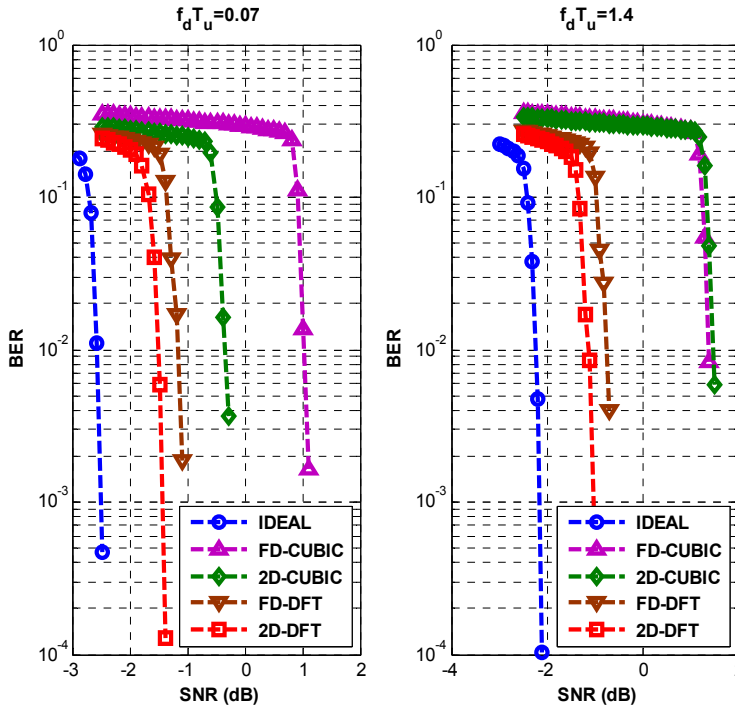 f_dT_u=0.07
10^0
10^-1
10^-2
10^-3
10^-4
BER
-3 -2 -1 0 1 2
SNR (dB)
IDEAL
FD-CUBIC
2D-CUBIC
FD-DFT
2D-DFT
f_dT_u=1.4
10^0
10^-1
10^-2
10^-3
10^-4
BER
-4 -2 0
SNR (dB)
IDEAL
FD-CUBIC
2D-CUBIC
FD-DFT
2D-DFT